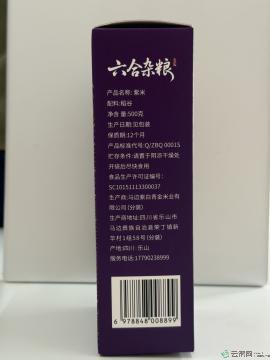 六合杂粮
产品名称:紫米
配料:稻谷
净含量:500克
生产日期:见包装
保质期:12个月
产品标准代号:Q/ZBQ 0001S
贮存条件:请置于阴凉干燥处
开袋后尽快食用
食品生产许可证编号:
SC10151113300037
生产商:马边紫白青金米业有
限公司 (分装)
生产商地址:四川省乐山市
马边彝族自治县荣丁镇新
华村1组58号 (分装)
产地:四川·乐山
服务电话:17790238999
6 978848 008899
云采网